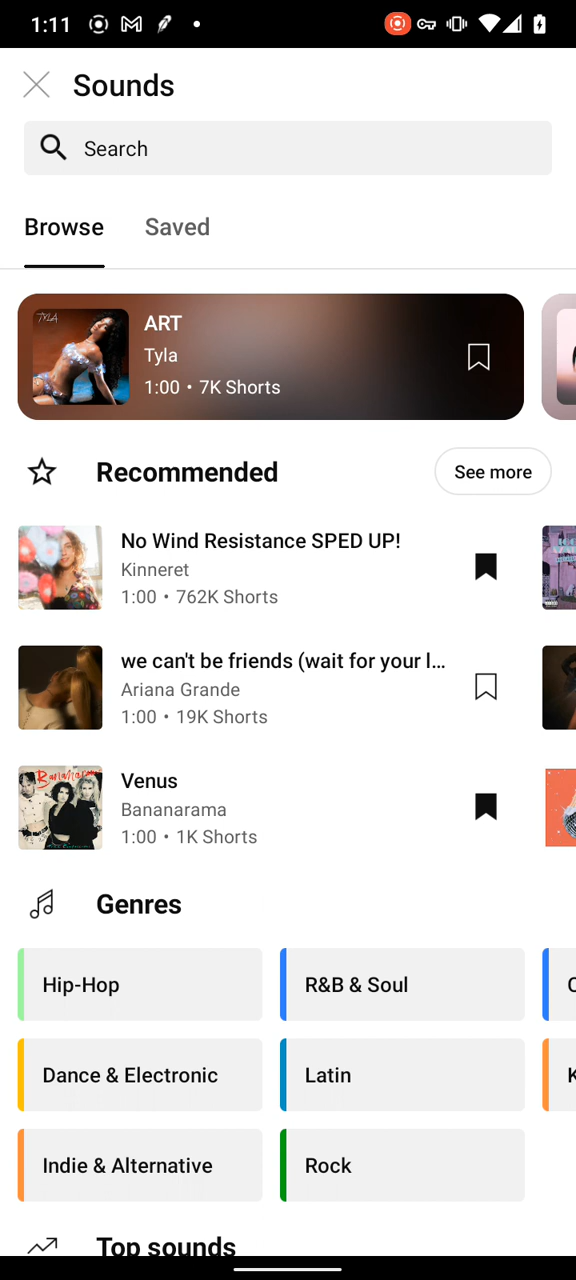 1:11
Sounds
Search
Browse
Saved
TYLA
ART
Tyla
1:00 • 7K Shorts
Recommended
See more
No Wind Resistance SPED UP!
Kinneret
1:00 • 762K Shorts
we can't be friends (wait for your l...
Ariana Grande
1:00 • 19K Shorts
Bananarama
Venus
Bananarama
1:00 • 1K Shorts
Genres
Hip-Hop
R&B & Soul
Dance & Electronic
Latin
K
Indie & Alternative
Rock
Top sounds